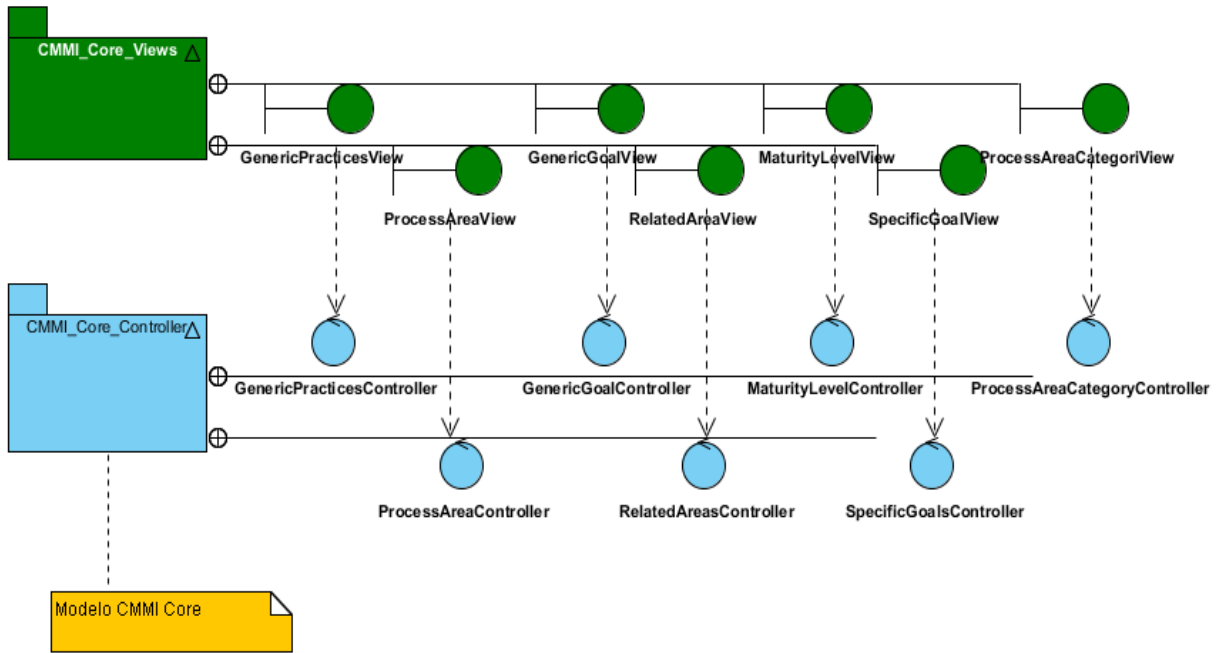 CMMI_Core_Views
GenericPracticesView
GenericGoalView
MaturityLevelView
ProcessAreaCategoriView
ProcessAreaView
RelatedAreaView
SpecificGoalView
CMMI_Core_Controller
GenericPracticesController
GenericGoalController
MaturityLevelController
ProcessAreaCategoryController
ProcessAreaController
RelatedAreasController
SpecificGoalsController
Modelo CMMI Core